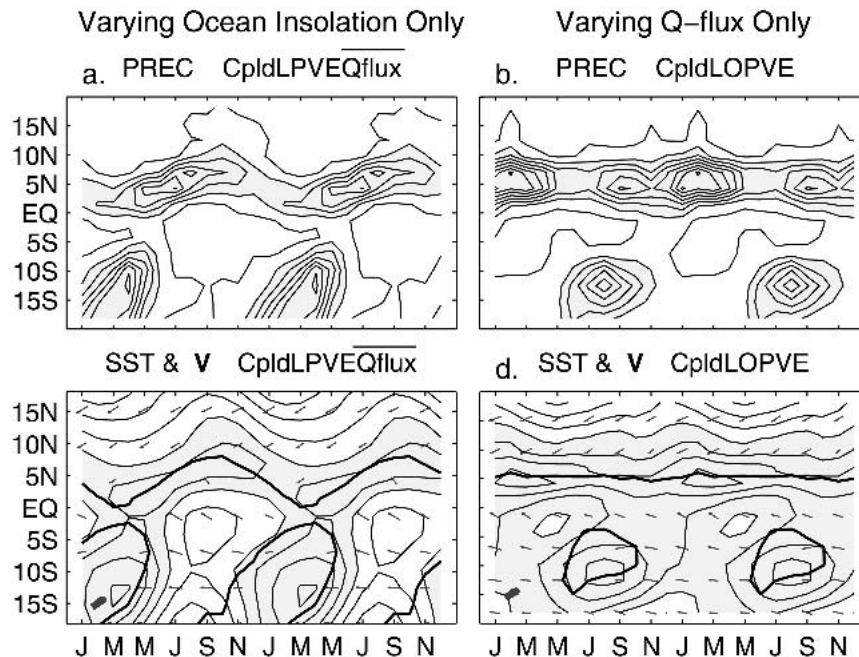 Varying Ocean Insolation Only
Varying Q-flux Only
a. PREC CpldLPVEQflux
b. PREC CpldLOPVE
15N
10N
5N
EQ
5S
10S
15S
SST & V CpldLPVEQflux
d. SST & V CpldLOPVE
15N
10N
5N
EQ
5S
10S
15S
J M M J S N J M M J S N
J M M J S N J M M J S N